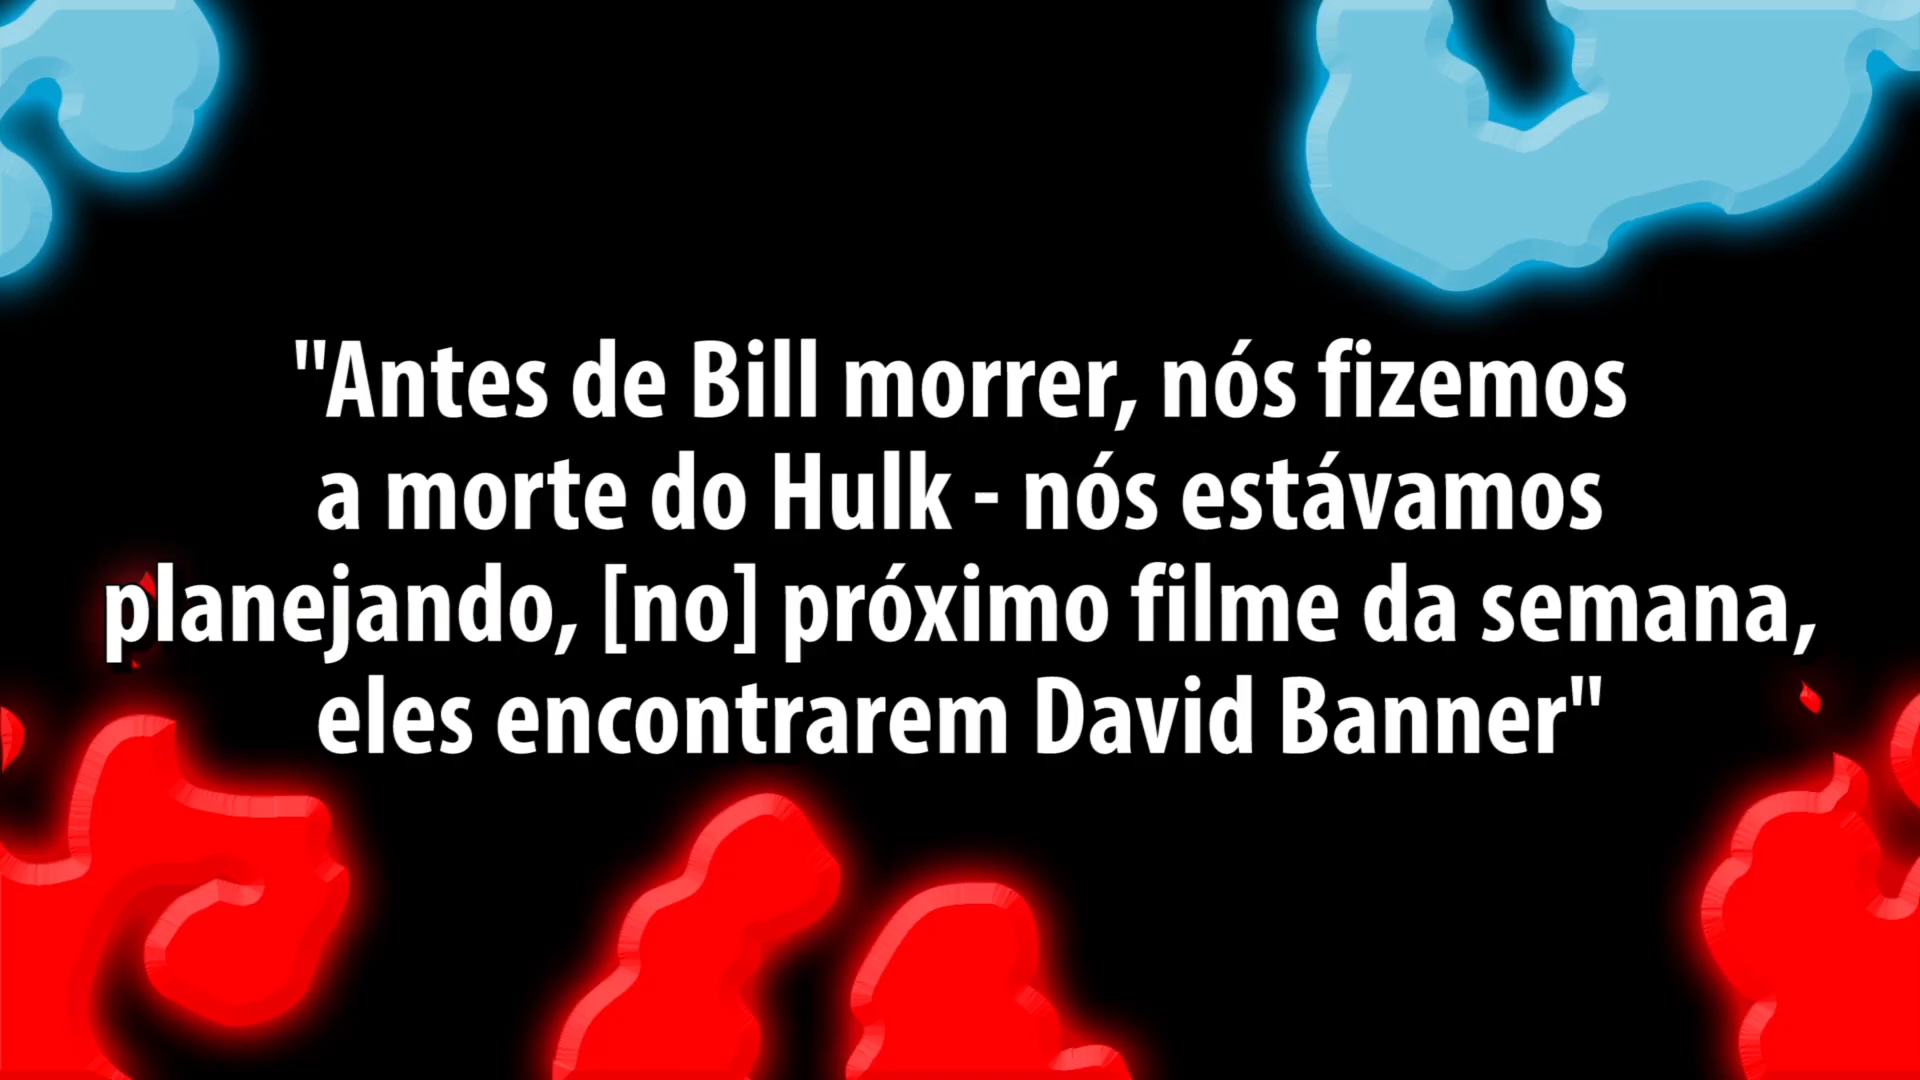 "Antes de Bill morrer, nós fizemos
a morte do Hulk - nós estávamos
planejando, [no] próximo filme da semana,
eles encontrarem David Banner"